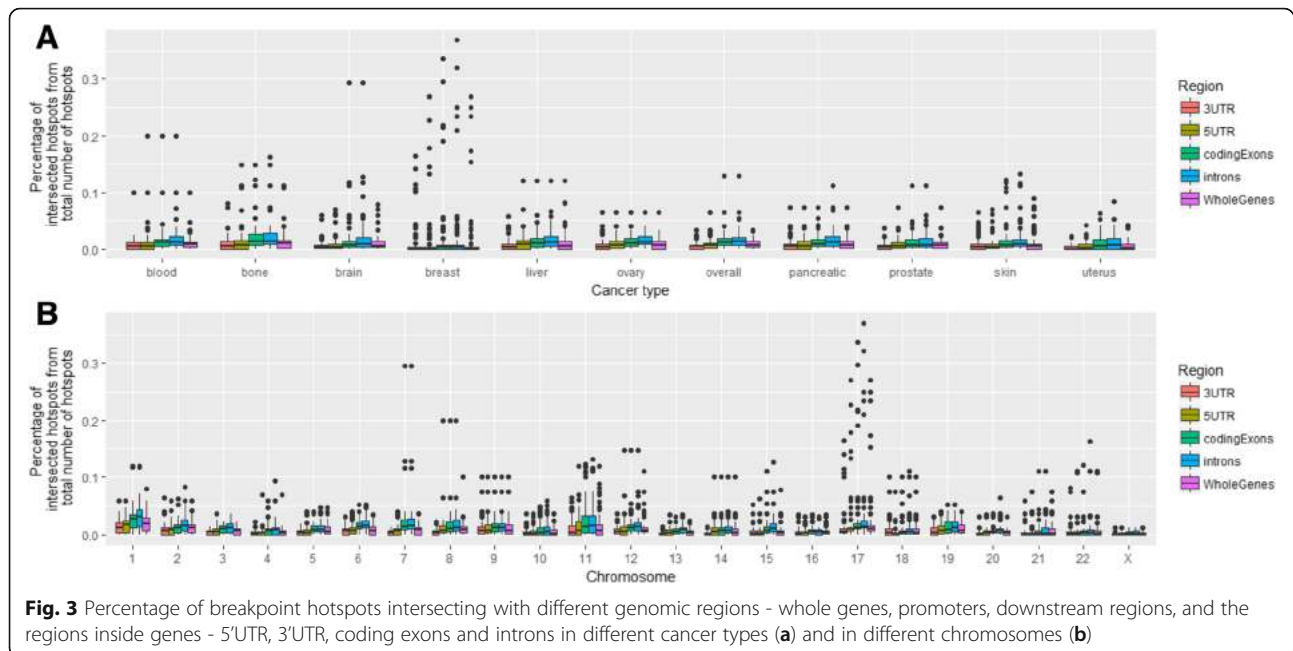 A
Percentage of
intersected hotspots from
total number of hotspots
0.3
0.2
0.1
0.0
blood bone brain breast liver ovary overall pancreatic prostate skin uterus
Cancer type
Region
3UTR
5UTR
codingExons
introns
WholeGenes
B
Percentage of
intersected hotspots from
total number of hotspots
0.3
0.2
0.1
0.0
1 2 3 4 5 6 7 8 9 10 11 12 13 14 15 16 17 18 19 20 21 22 X
Chromosome
Region
3UTR
5UTR
codingExons
introns
WholeGenes
Fig. 3 Percentage of breakpoint hotspots intersecting with different genomic regions - whole genes, promoters, downstream regions, and the
regions inside genes - 5’UTR, 3’UTR, coding exons and introns in different cancer types (a) and in different chromosomes (b)